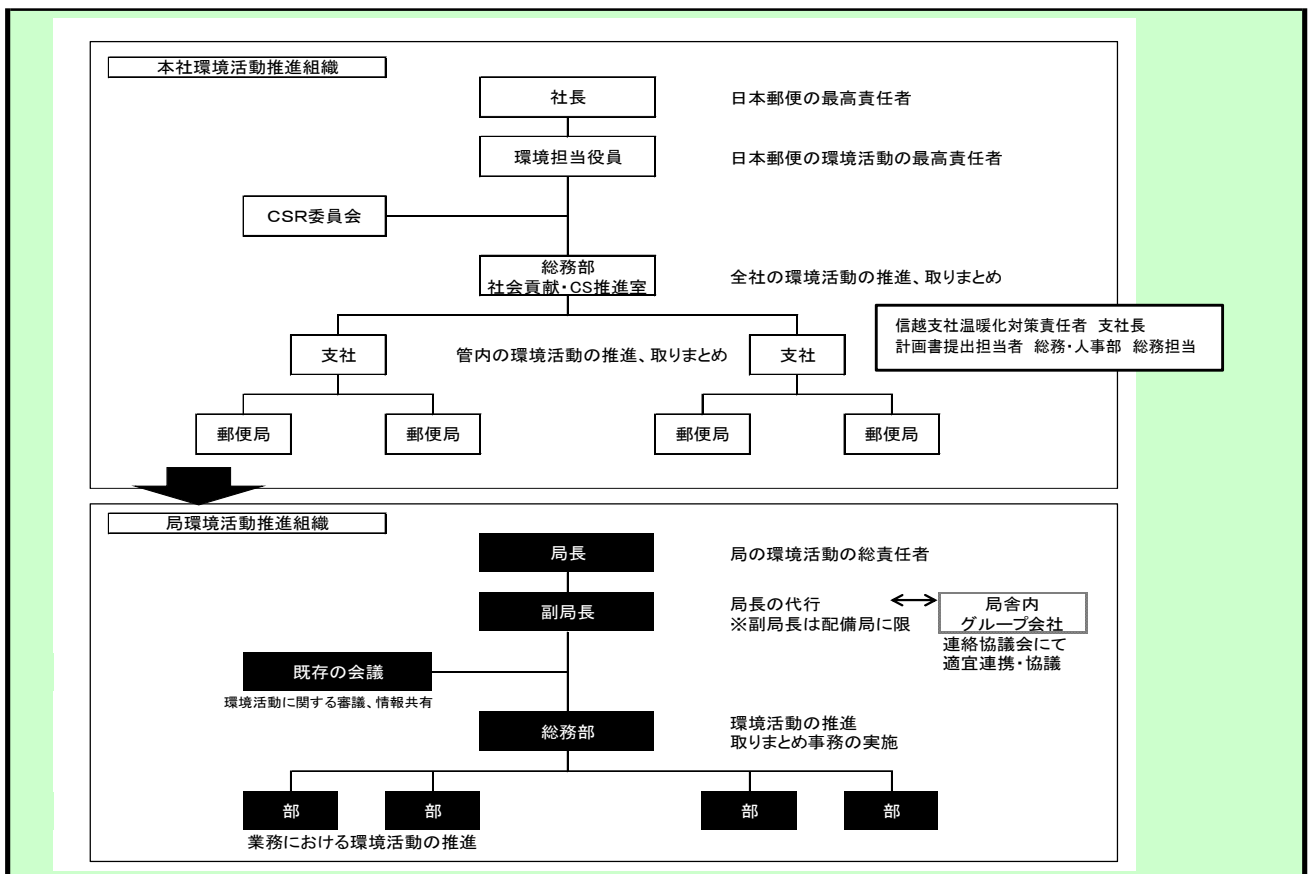 本社環境活動推進組織
社長
日本郵便の最高責任者
環境担当役員
日本郵便の環境活動の最高責任者
CSR委員会
総務部
社会貢献・CS推進室
全社の環境活動の推進、取りまとめ
信越支社温暖化対策責任者 支社長
計画書提出担当者 総務・人事部 総務担当
支社
管内の環境活動の推進、取りまとめ
支社
郵便局
郵便局
郵便局
郵便局
局環境活動推進組織
局長
局の環境活動の総責任者
副局長
局長の代行
※副局長は配備局に限
局舎内
グループ会社
連絡協議会にて
適宜連携・協議
既存の会議
環境活動に関する審議、情報共有
総務部
環境活動の推進
取りまとめ事務の実施
部
部
部
部
業務における環境活動の推進